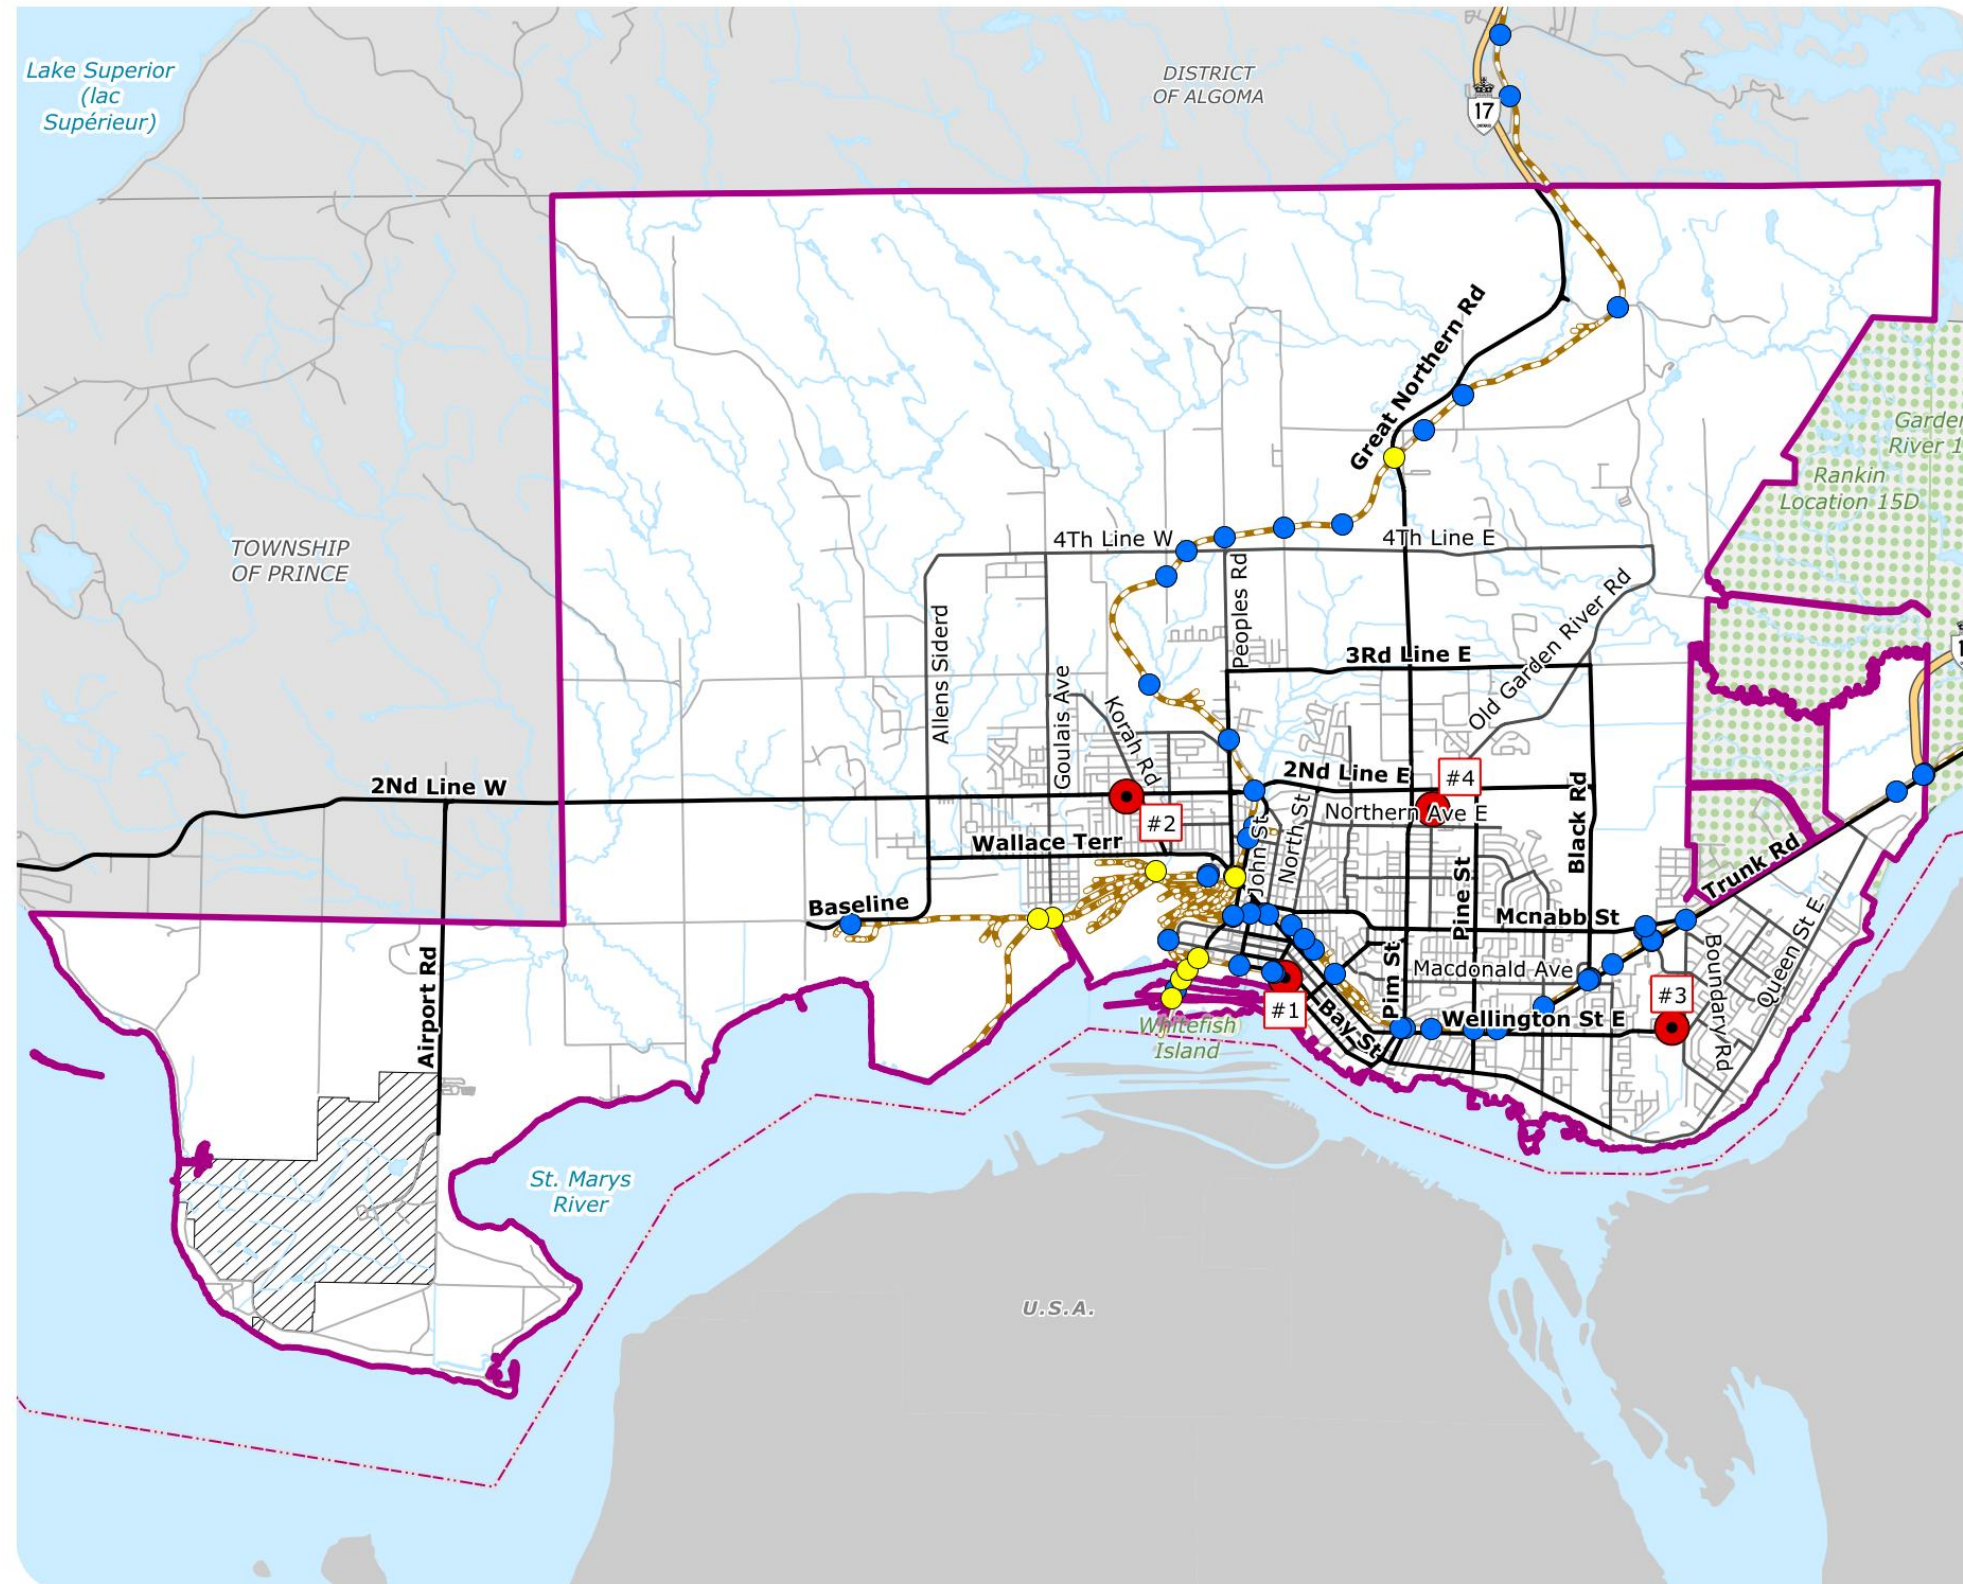 Lake Superior
(lac
Supérieur)
DISTRICT
OF ALGOMA
17
Great Northern Rd
Garden
River 1
Rankin
Location 15D
TOWNSHIP
OF PRINCE
4Th Line W
4Th Line E
Peoples Rd
Allens Siderd
Goulais Ave
Korah Rd
3Rd Line E
Old Garden River Rd
2Nd Line W
2Nd Line E
#4
#2
Northern Ave E
North St
John St
Black Rd
Wallace Terr
Trunk Rd
Pine St
Baseline
Mcnabb St
Queen St E
Airport Rd
Pim St
Macdonald Ave
Boundary Rd
#3
#1
Bay St
Wellington St E
Whitefish
Island
St. Marys
River
U.S.A.